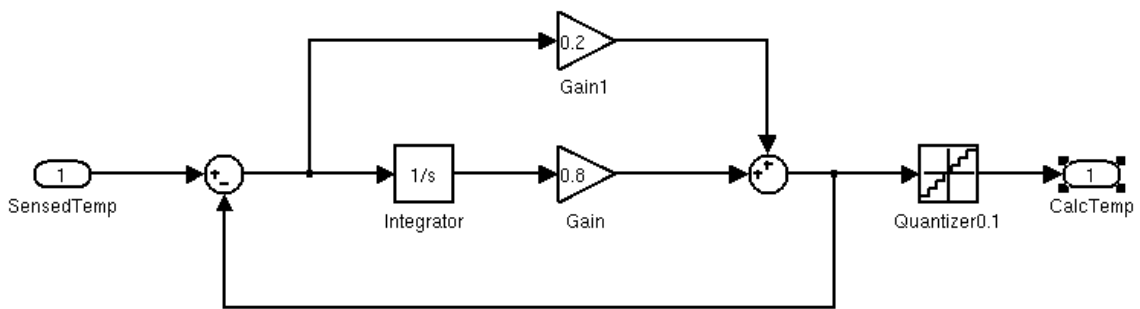 0.2
Gain1
1
SensedTemp
+
−
1/s
Integrator
0.8
Gain
+
+
Quantizer0.1
1
CalcTemp